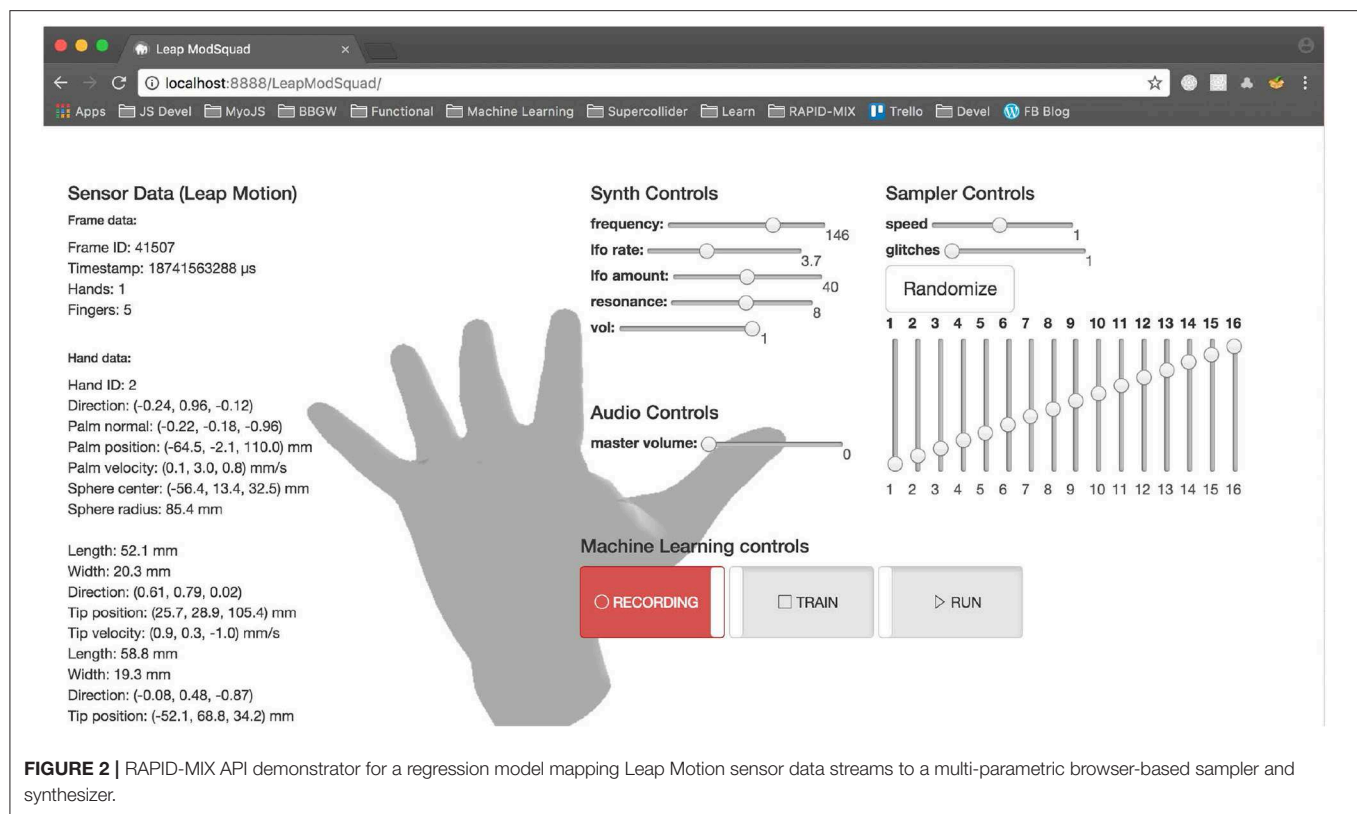 Leap ModSquad
localhost:8888/LeapModSquad/
Apps JS Devel MyoJS BBGW Functional Machine Learning Supercollider Learn RAPID-MIX Trello Devel FB Blog
Sensor Data (Leap Motion)
Frame data:
Frame ID: 41507
Timestamp: 18741563288 µs
Hands: 1
Fingers: 5
Hand data:
Hand ID: 2
Direction: (-0.24, 0.96, -0.12)
Palm normal: (-0.22, -0.18, -0.96)
Palm position: (-64.5, -2.1, 110.0) mm
Palm velocity: (0.1, 3.0, 0.8) mm/s
Sphere center: (-56.4, 13.4, 32.5) mm
Sphere radius: 85.4 mm
Length: 52.1 mm
Width: 20.3 mm
Direction: (0.61, 0.79, 0.02)
Tip position: (25.7, 28.9, 105.4) mm
Tip velocity: (0.9, 0.3, -1.0) mm/s
Length: 58.8 mm
Width: 19.3 mm
Direction: (-0.08, 0.48, -0.87)
Tip position: (-52.1, 68.8, 34.2) mm
Synth Controls
frequency: 146
lfo rate: 3.7
lfo amount: 40
resonance: 8
vol: 1
Audio Controls
master volume: 0
Sampler Controls
speed 1
glitches 1
Randomize
1 2 3 4 5 6 7 8 9 10 11 12 13 14 15 16
1 2 3 4 5 6 7 8 9 10 11 12 13 14 15 16
Machine Learning controls
RECORDING TRAIN RUN
FIGURE 2 | RAPID-MIX API demonstrator for a regression model mapping Leap Motion sensor data streams to a multi-parametric browser-based sampler and
synthesizer.